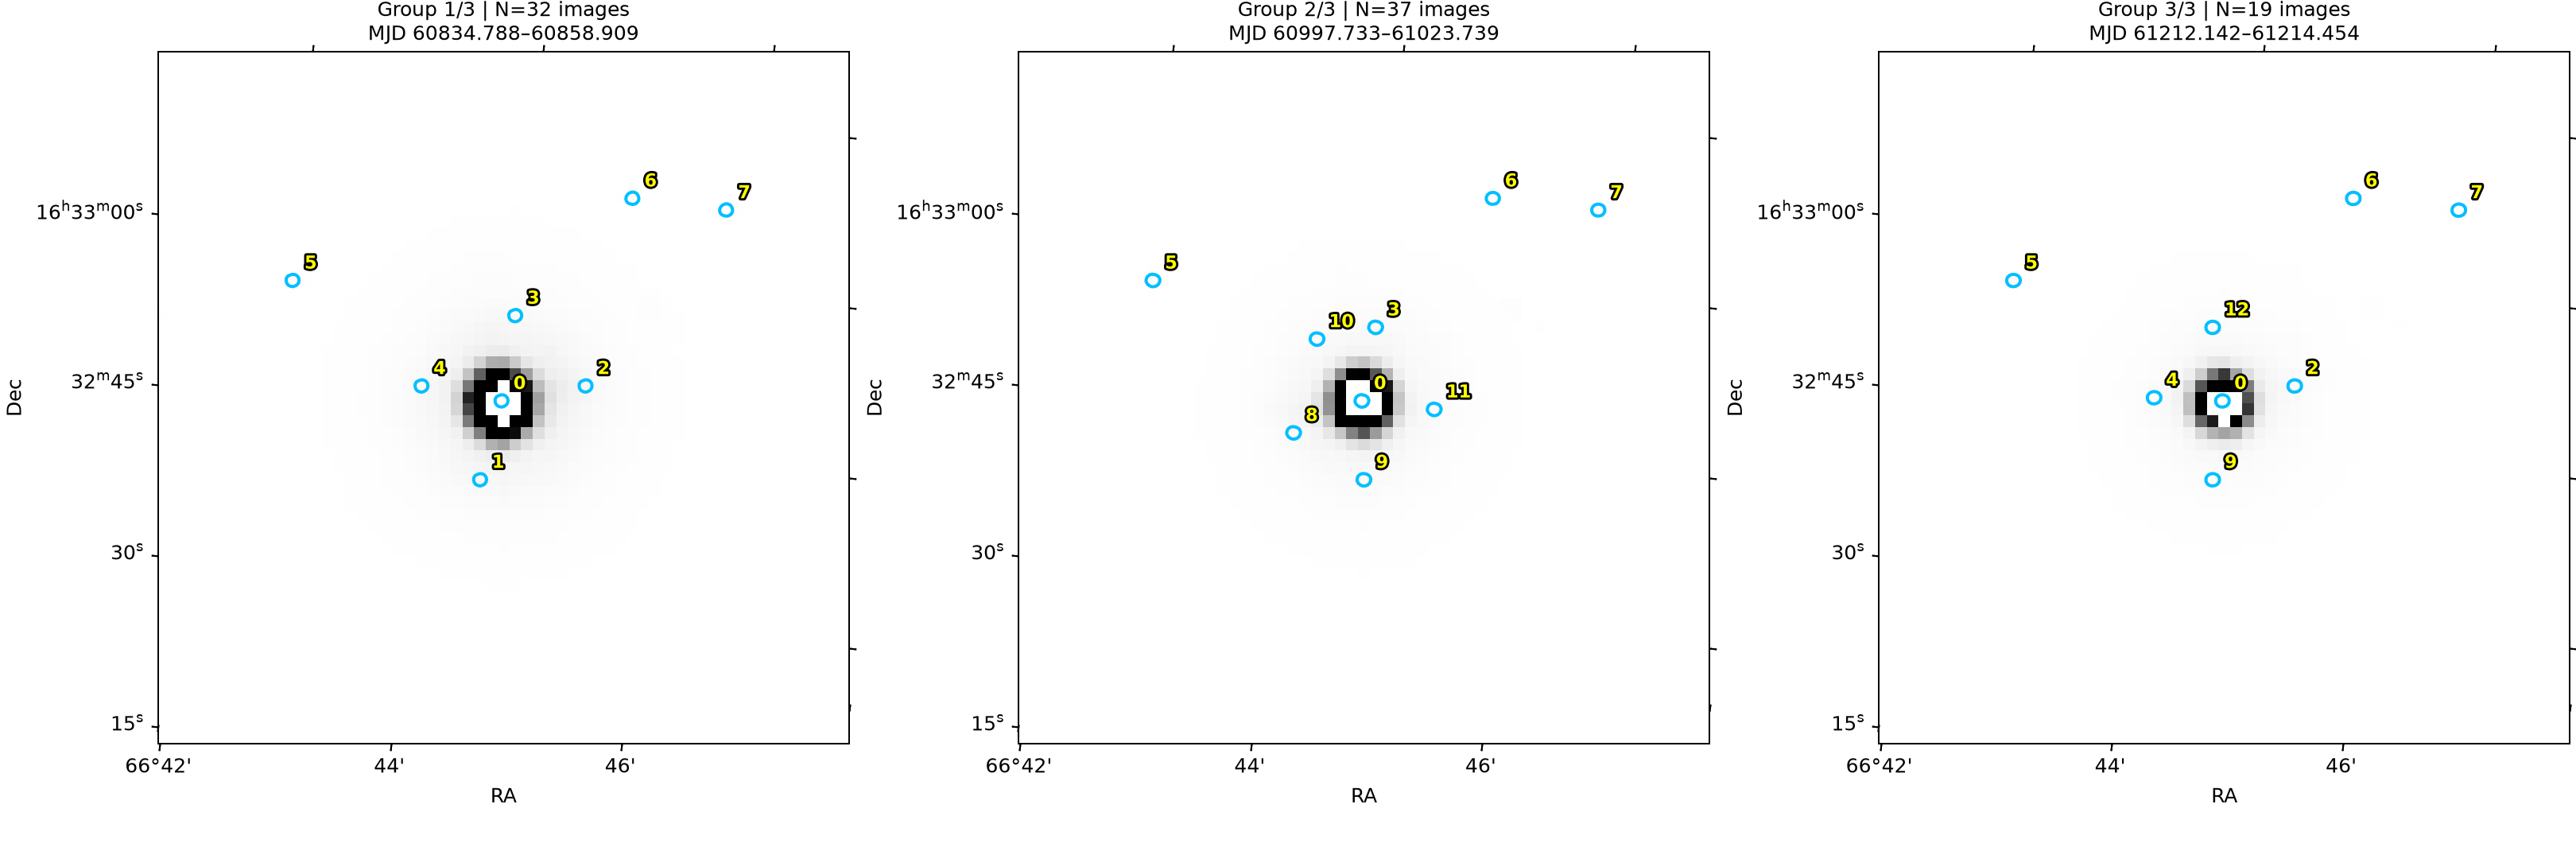 Group 1/3 | N=32 images
MJD 60834.788–60858.909
6
7
5
3
4
0
2
1
16ʰ33ᵐ00ˢ
32ᵐ45ˢ
30ˢ
15ˢ
Dec
66°42'
44'
46'
RA
Group 2/3 | N=37 images
MJD 60997.733–61023.739
6
7
5
10
3
0
11
8
9
16ʰ33ᵐ00ˢ
32ᵐ45ˢ
30ˢ
15ˢ
Dec
66°42'
44'
46'
RA
Group 3/3 | N=19 images
MJD 61212.142–61214.454
6
7
5
12
4
0
2
9
16ʰ33ᵐ00ˢ
32ᵐ45ˢ
30ˢ
15ˢ
Dec
66°42'
44'
46'
RA